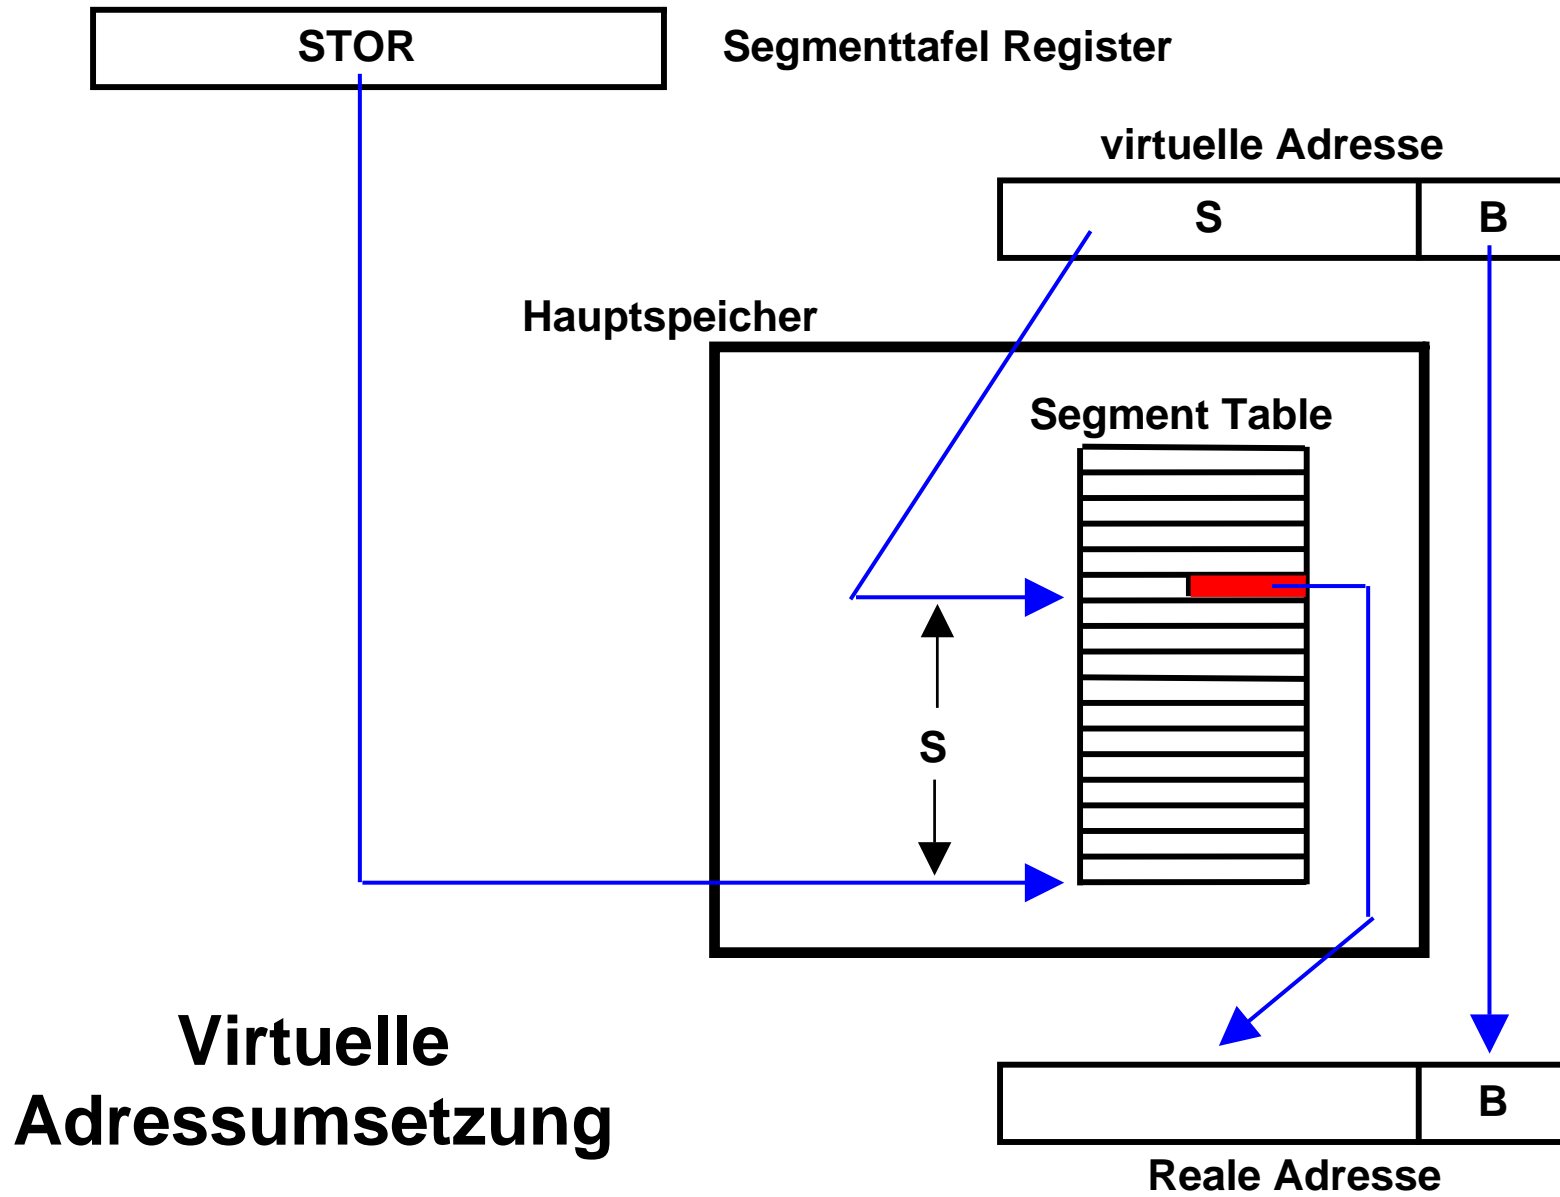 STOR
Segmenttafel Register
virtuelle Adresse
S
B
Hauptspeicher
Segment Table
S
Virtuelle
Adressumsetzung
B
Reale Adresse